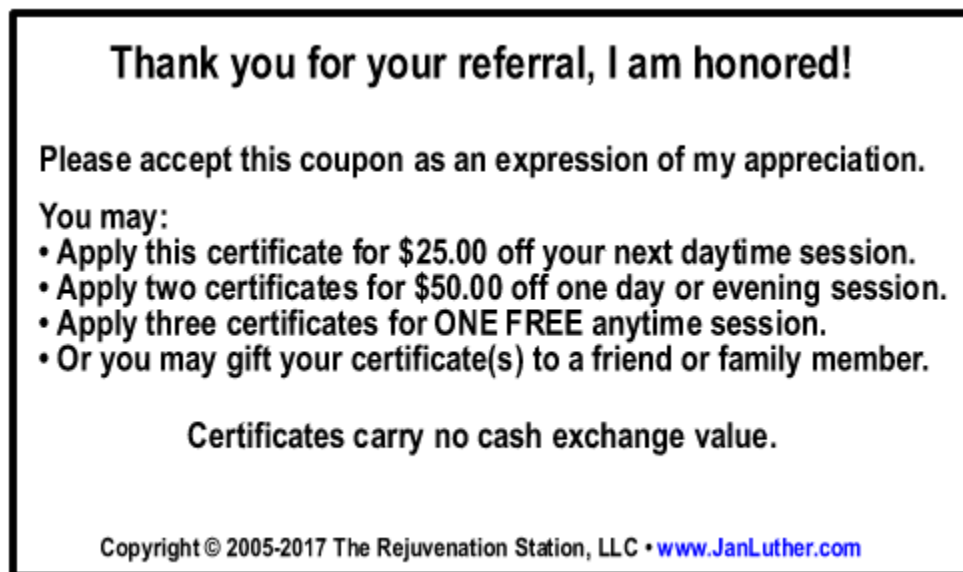 Thank you for your referral, I am honored!
Please accept this coupon as an expression of my appreciation.
You may:
• Apply this certificate for $25.00 off your next daytime session.
• Apply two certificates for $50.00 off one day or evening session.
• Apply three certificates for ONE FREE anytime session.
• Or you may gift your certificate(s) to a friend or family member.
Certificates carry no cash exchange value.
Copyright © 2005-2017 The Rejuvenation Station, LLC • www.JanLuther.com